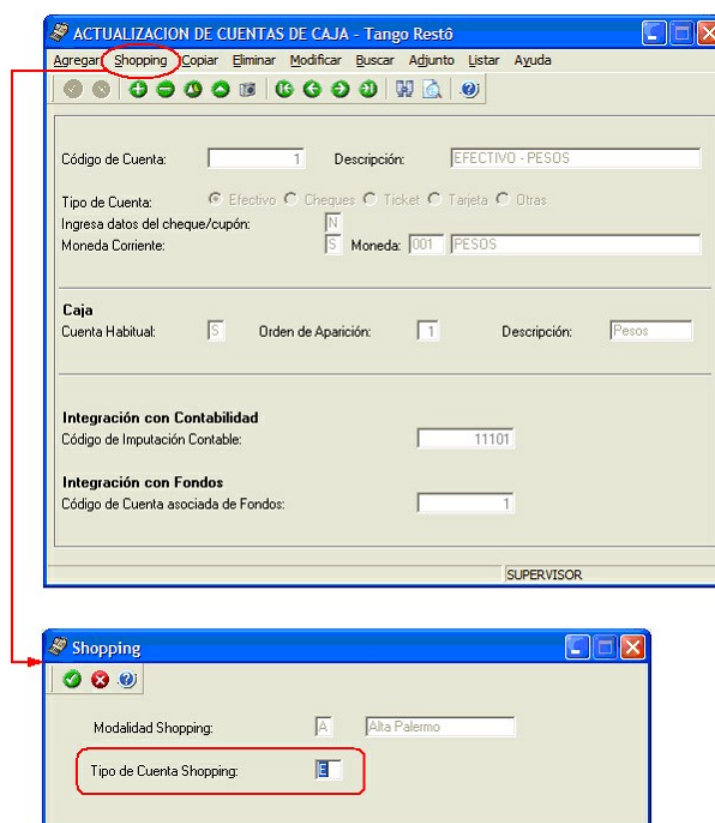 ACTUALIZACION DE CUENTAS DE CAJA - Tango Restô
Agregar Shopping Copiar Eliminar Modificar Buscar Adjunto Listar Ayuda
Código de Cuenta: 1 Descripción: EFECTIVO - PESOS
Tipo de Cuenta: Efectivo Cheques Ticket Tarjeta Otras
Ingresa datos del cheque/cupón: N
Moneda Corriente: S Moneda: 001 PESOS
Caja
Cuenta Habitual: S Orden de Aparición: 1 Descripción: Pesos
Integración con Contabilidad
Código de Imputación Contable: 11101
Integración con Fondos
Código de Cuenta asociada de Fondos: 1
SUPERVISOR
Shopping
Modalidad Shopping: A Alta Palermo
Tipo de Cuenta Shopping: E